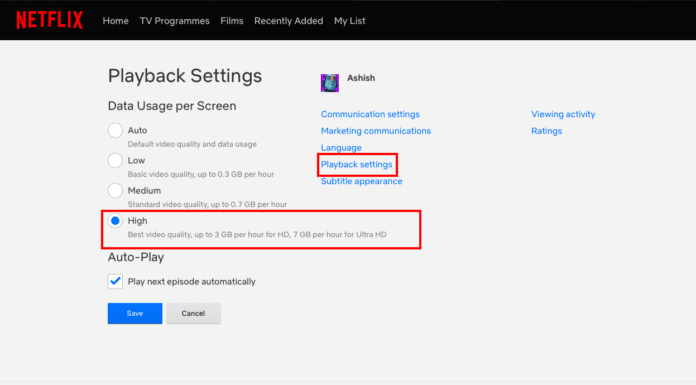 NETFLIX
Home TV Programmes Films Recently Added My List
Playback Settings
Data Usage per Screen
Auto
Default video quality and data usage
Low
Basic video quality, up to 0.3 GB per hour
Medium
Standard video quality, up to 0.7 GB per hour
High
Best video quality, up to 3 GB per hour for HD, 7 GB per hour for Ultra HD
Auto-Play
Play next episode automatically
Save Cancel
Ashish
Communication settings
Marketing communications
Language
Playback settings
Subtitle appearance
Viewing activity
Ratings